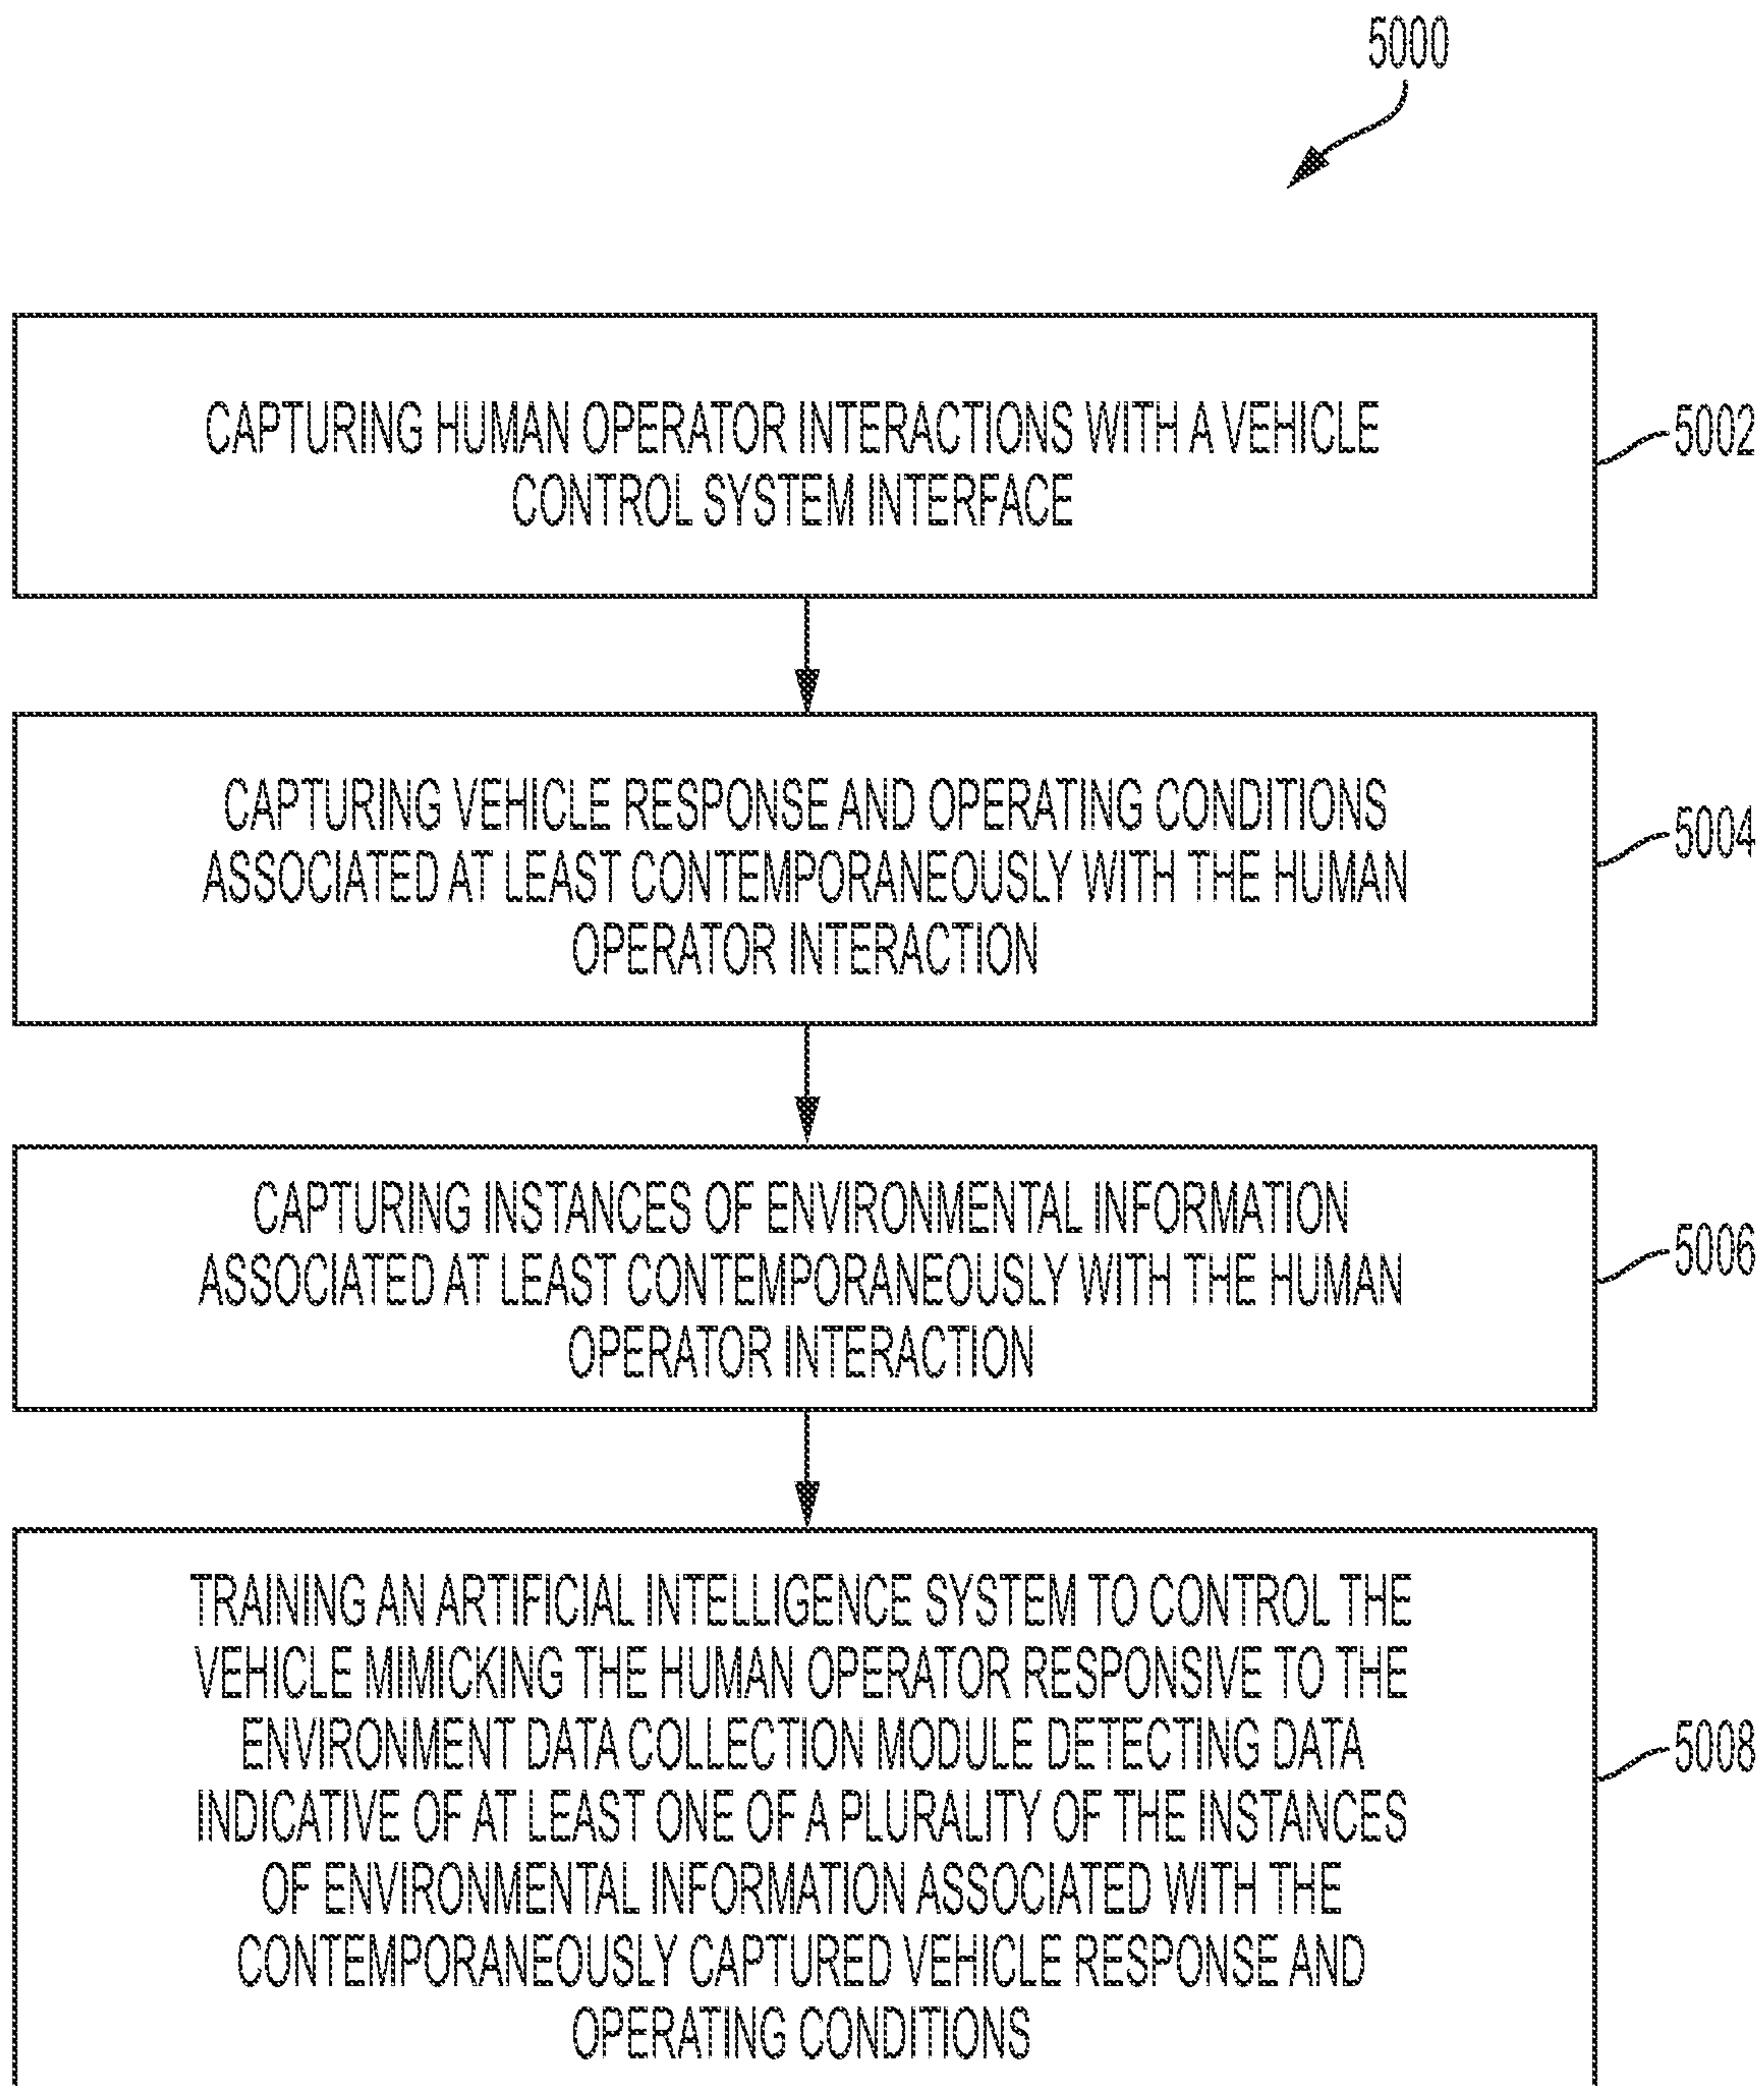 5000
CAPTURING HUMAN OPERATOR INTERACTIONS WITH A VEHICLE
CONTROL SYSTEM INTERFACE
5002
CAPTURING VEHICLE RESPONSE AND OPERATING CONDITIONS
ASSOCIATED AT LEAST CONTEMPORANEOUSLY WITH THE HUMAN
OPERATOR INTERACTION
5004
CAPTURING INSTANCES OF ENVIRONMENTAL INFORMATION
ASSOCIATED AT LEAST CONTEMPORANEOUSLY WITH THE HUMAN
OPERATOR INTERACTION
5006
TRAINING AN ARTIFICIAL INTELLIGENCE SYSTEM TO CONTROL THE
VEHICLE MIMICKING THE HUMAN OPERATOR RESPONSIVE TO THE
ENVIRONMENT DATA COLLECTION MODULE DETECTING DATA
INDICATIVE OF AT LEAST ONE OF A PLURALITY OF THE INSTANCES
OF ENVIRONMENTAL INFORMATION ASSOCIATED WITH THE
CONTEMPORANEOUSLY CAPTURED VEHICLE RESPONSE AND
OPERATING CONDITIONS
5008